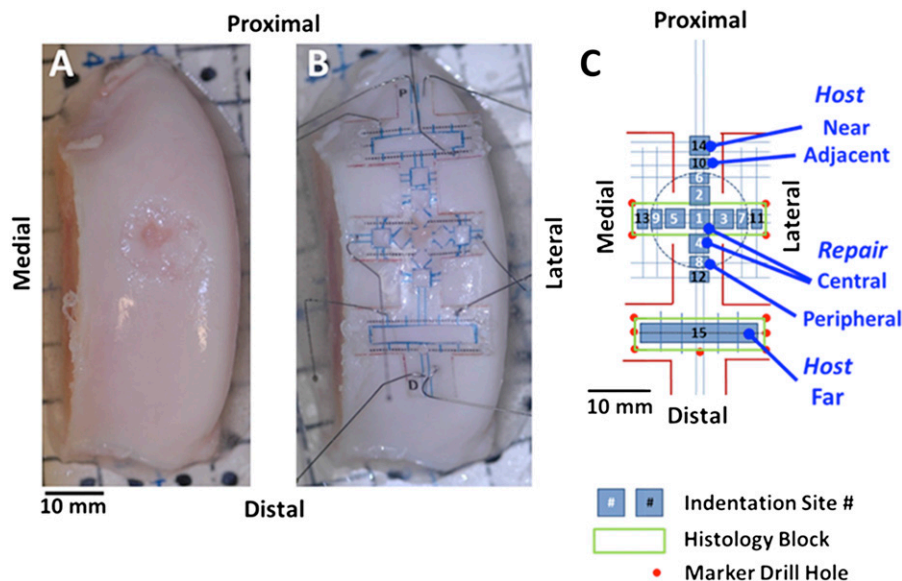 Proximal
A
B
P
D
Medial
Lateral
10 mm
Distal
C
Proximal
Host
Near
Adjacent
14
10
6
2
13 9 5 1 3 7 11
4
8
12
Medial
Lateral
Repair
Central
Peripheral
15
Host
Far
10 mm
Distal
# # Indentation Site #
Histology Block
Marker Drill Hole